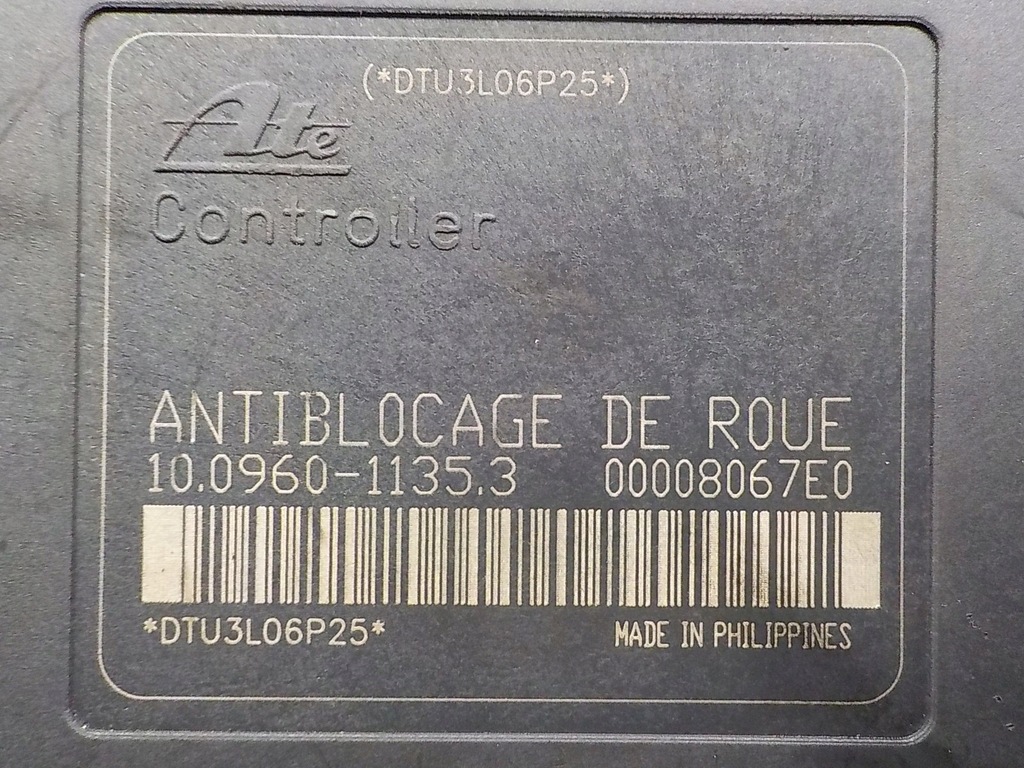 (*DTU3L06P25*)
Ate
Controller
ANTIBLOCAGE DE ROUE
10.0960-1135.3 00008067E0
*DTU3L06P25* MADE IN PHILIPPINES